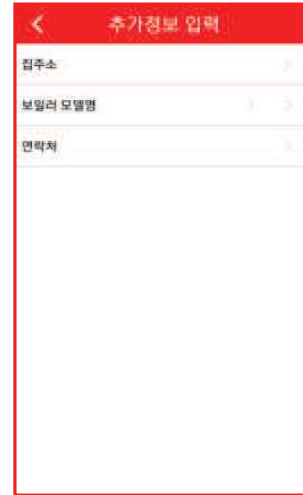 추가정보 입력
집주소
보일러 모델명
연락처